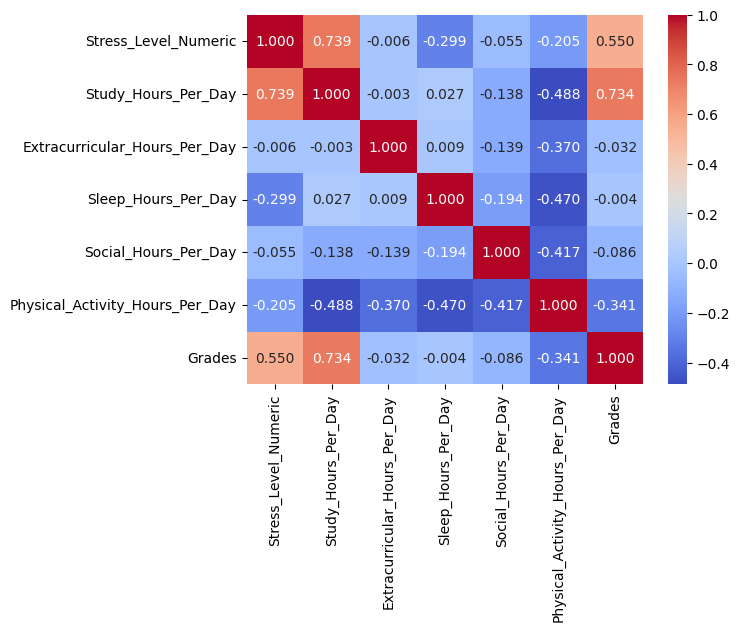 Stress_Level_Numeric 1.000 0.739 -0.006 -0.299 -0.055 -0.205 0.550
Study_Hours_Per_Day 0.739 1.000 -0.003 0.027 -0.138 -0.488 0.734
Extracurricular_Hours_Per_Day -0.006 -0.003 1.000 0.009 -0.139 -0.370 -0.032
Sleep_Hours_Per_Day -0.299 0.027 0.009 1.000 -0.194 -0.470 -0.004
Social_Hours_Per_Day -0.055 -0.138 -0.139 -0.194 1.000 -0.417 -0.086
Physical_Activity_Hours_Per_Day -0.205 -0.488 -0.370 -0.470 -0.417 1.000 -0.341
Grades 0.550 0.734 -0.032 -0.004 -0.086 -0.341 1.000
Stress_Level_Numeric
Study_Hours_Per_Day
Extracurricular_Hours_Per_Day
Sleep_Hours_Per_Day
Social_Hours_Per_Day
Physical_Activity_Hours_Per_Day
Grades
1.0
0.8
0.6
0.4
0.2
0.0
−0.2
−0.4